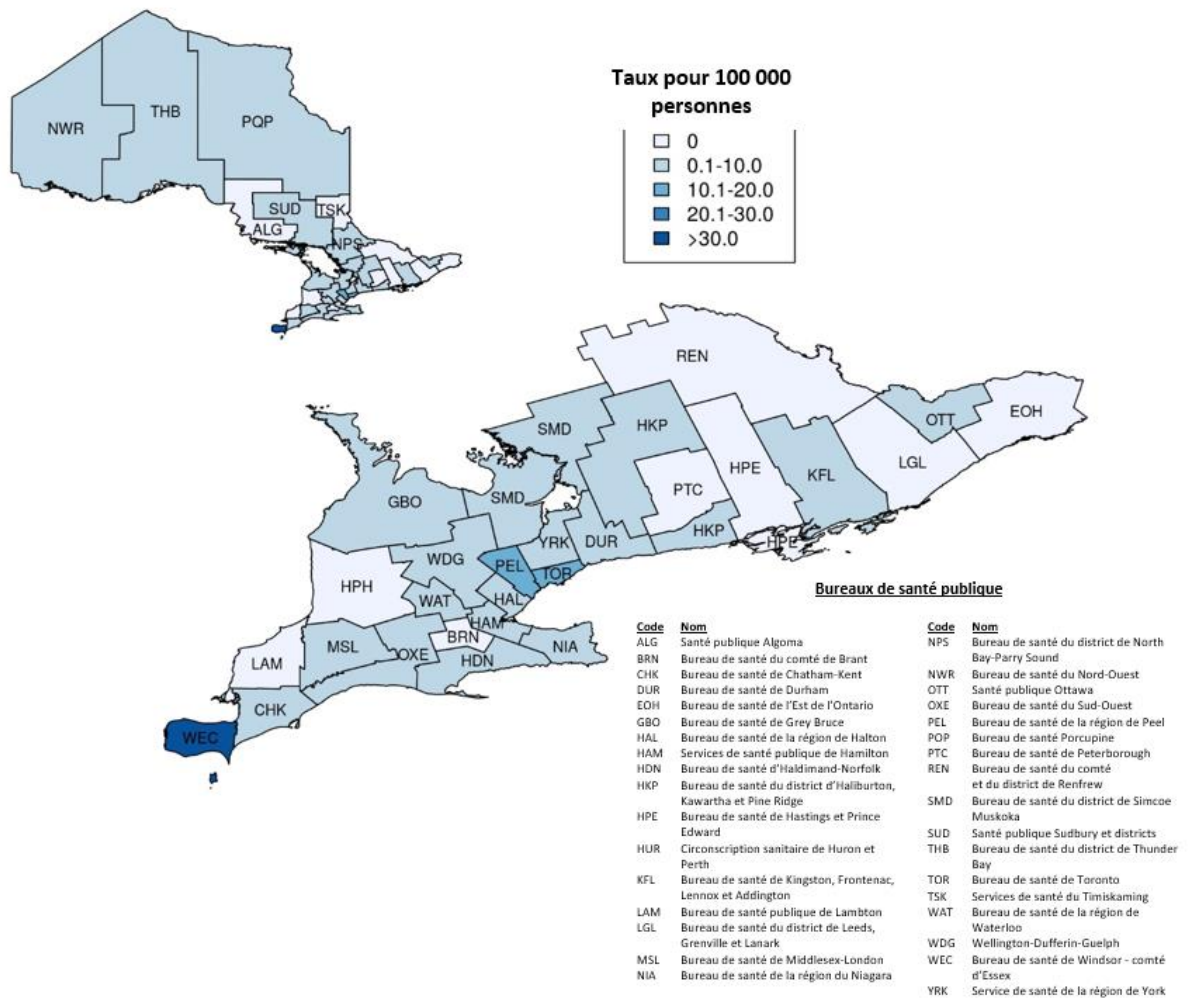 Taux pour 100 000
personnes
0
0.1-10.0
10.1-20.0
20.1-30.0
>30.0
NWR
THB
PQP
SUD
TSK
ALG
NPS
REN
SMD
HKP
OTT
EOH
HPE
KFL
LGL
PTC
GBO
SMD
HKP
HPE
YRK
DUR
WDG
PEL
TOR
HPH
WAT
HAL
HAM
BRN
MSL
OXE
HDN
NIA
LAM
CHK
WEC
Bureaux de santé publique
Code Nom
ALG Santé publique Algoma
BRN Bureau de santé du comté de Brant
CHK Bureau de santé de Chatham-Kent
DUR Bureau de santé de Durham
EOH Bureau de santé de l'Est de l'Ontario
GBO Bureau de santé de Grey Bruce
HAL Bureau de santé de la région de Halton
HAM Services de santé publique de Hamilton
HDN Bureau de santé d'Haldimand-Norfolk
HKP Bureau de santé du district d'Haliburton,
Kawartha et Pine Ridge
HPE Bureau de santé de Hastings et Prince
Edward
HUR Circonscription sanitaire de Huron et
Perth
KFL Bureau de santé de Kingston, Frontenac,
Lennox et Addington
LAM Bureau de santé publique de Lambton
LGL Bureau de santé du district de Leeds,
Grenville et Lanark
MSL Bureau de santé de Middlesex-London
NIA Bureau de santé de la région du Niagara
Code Nom
NPS Bureau de santé du district de North
Bay-Parry Sound
NWR Bureau de santé du Nord-Ouest
OTT Santé publique Ottawa
OXE Bureau de santé du Sud-Ouest
PEL Bureau de santé de la région de Peel
POP Bureau de santé Porcupine
PTC Bureau de santé de Peterborough
REN Bureau de santé du comté
et du district de Renfrew
SMD Bureau de santé du district de Simcoe
Muskoka
SUD Santé publique Sudbury et districts
THB Bureau de santé du district de Thunder
Bay
TOR Bureau de santé de Toronto
TSK Services de santé du Timiskaming
WAT Bureau de santé de la région de
Waterloo
WDG Wellington-Dufferin-Guelph
WEC Bureau de santé de Windsor - comté
d'Essex
YRK Service de santé de la région de York